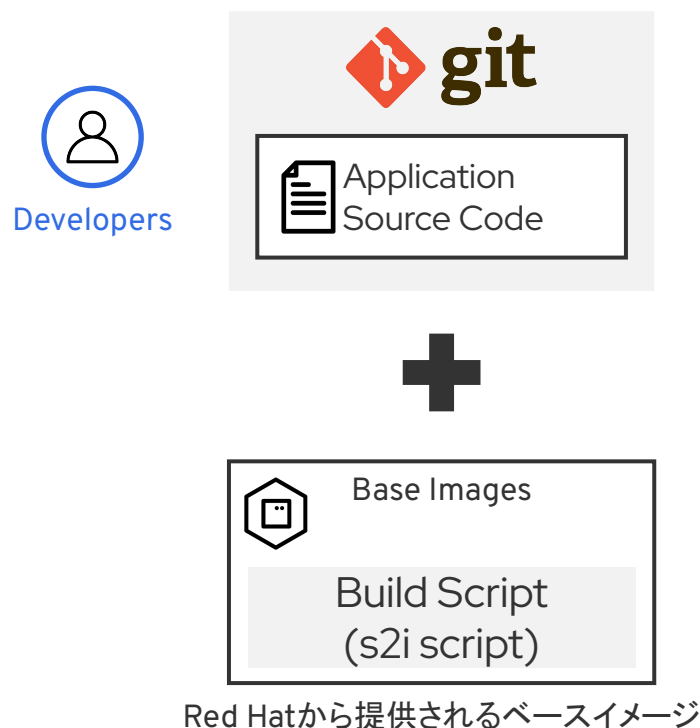 git
Application
Source Code
Developers
Base Images
Build Script
(s2i script)
Red Hatから提供されるベースイメージ